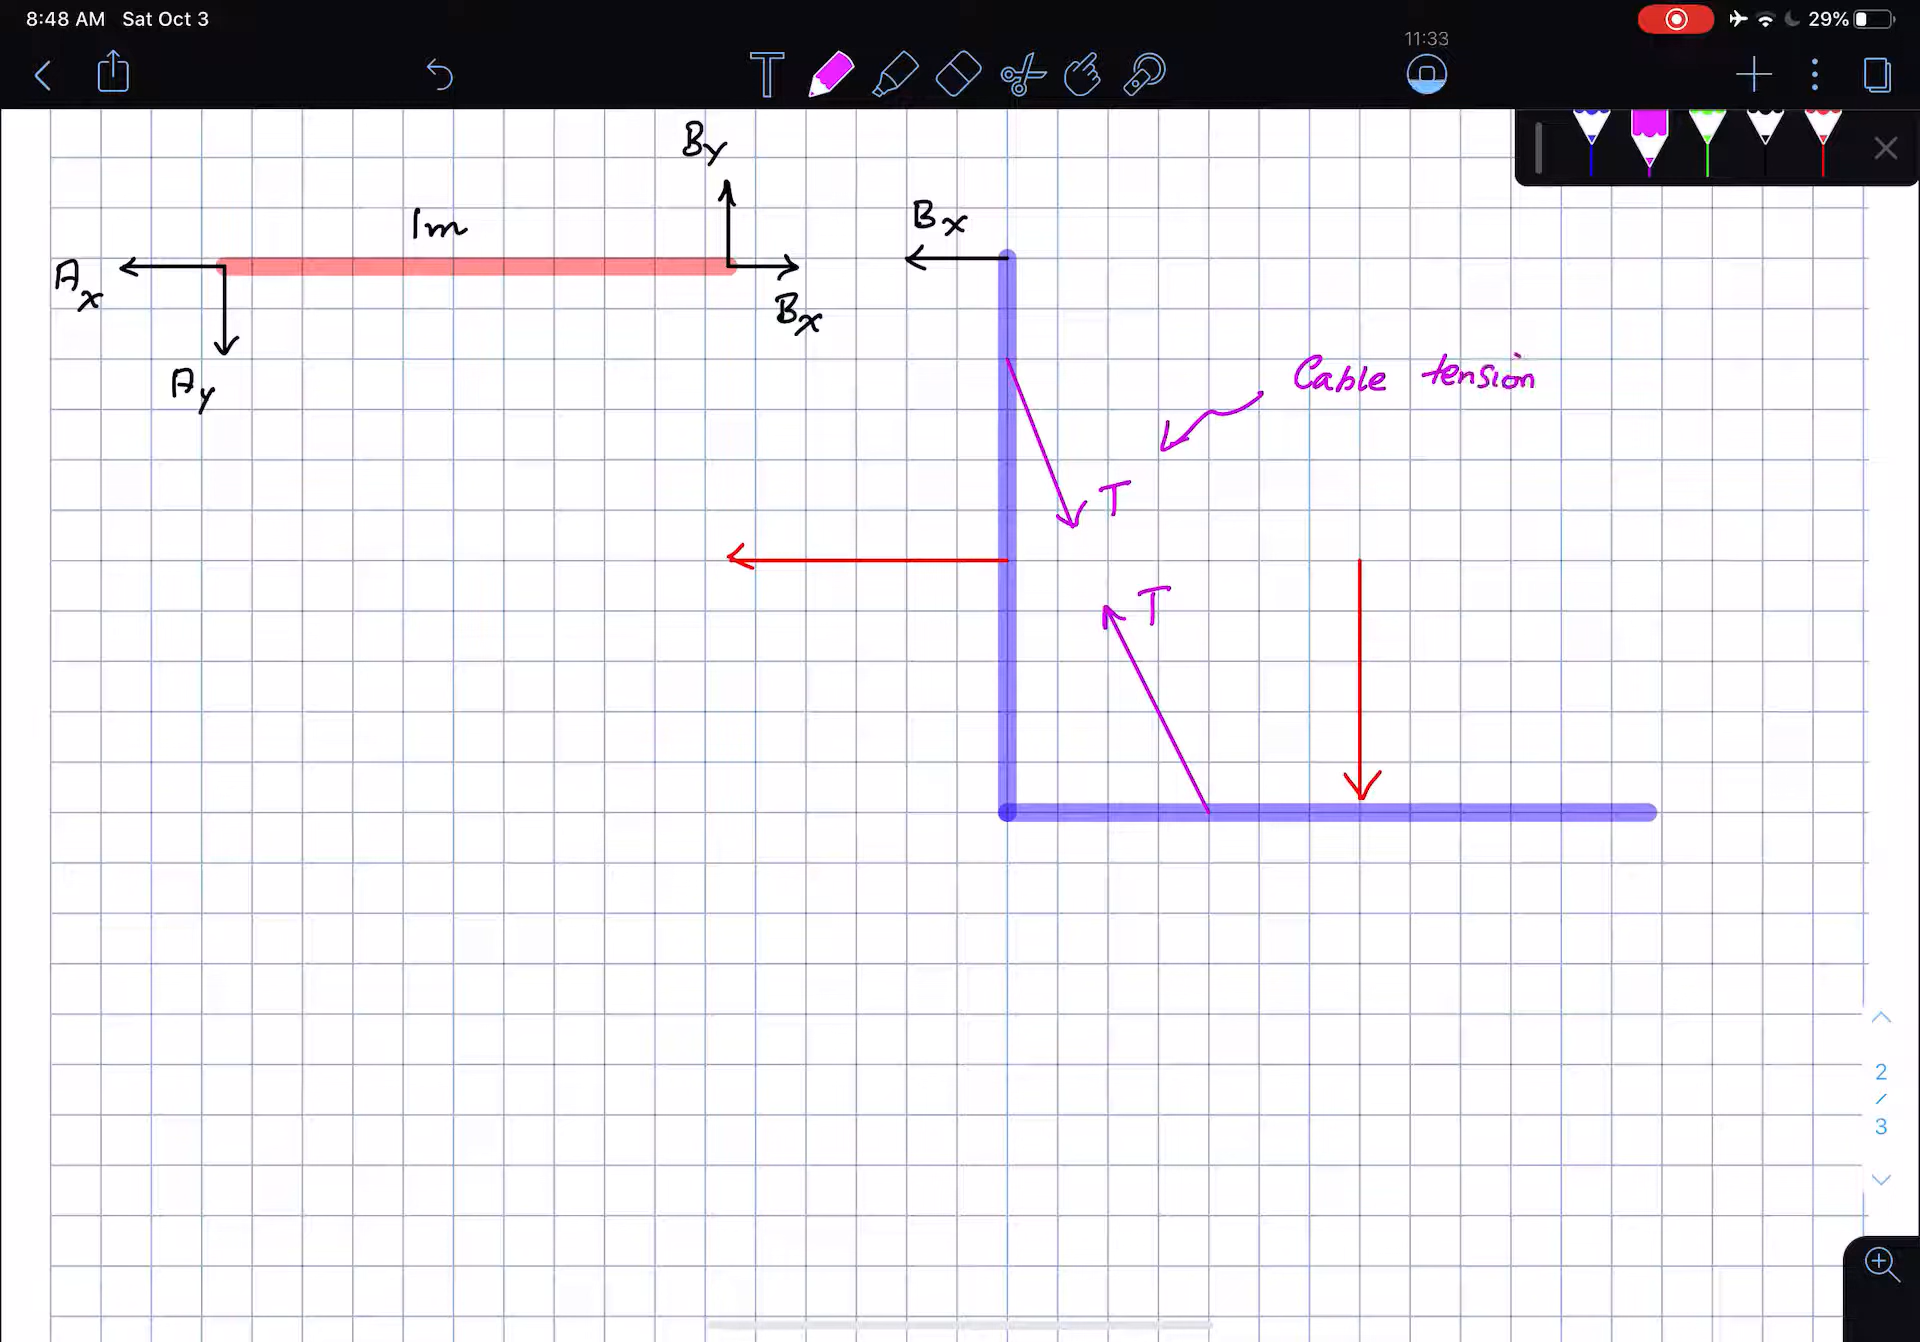 8:48 AM Sat Oct 3
29%
11:33
T
By
1m
Bx
Ax
Bx
Ay
Cable tension
T
T
2
/
3